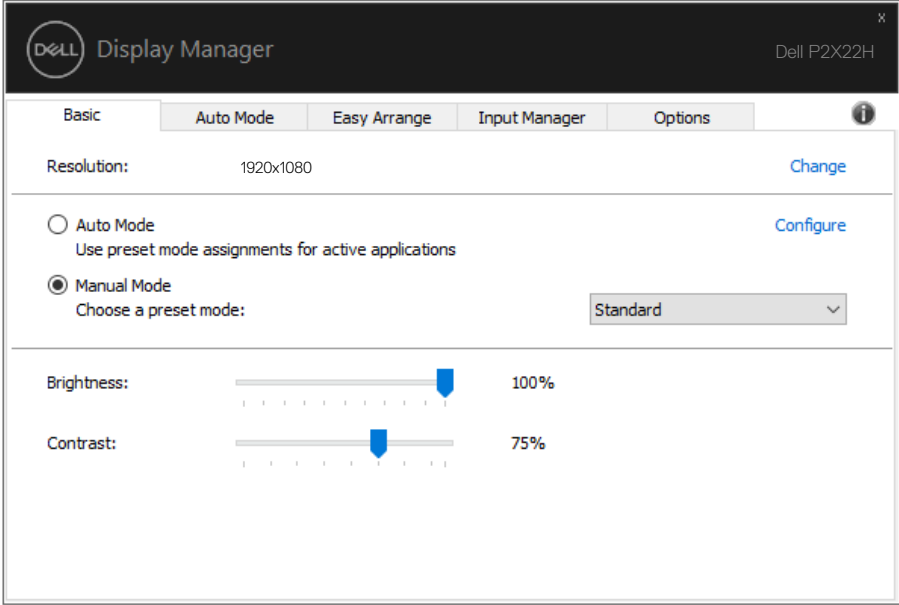 DELL Display Manager
x
Dell P2X22H
Basic Auto Mode Easy Arrange Input Manager Options
Resolution: 1920x1080 Change
Auto Mode Configure
Use preset mode assignments for active applications
Manual Mode
Choose a preset mode: Standard
Brightness: 100%
Contrast: 75%